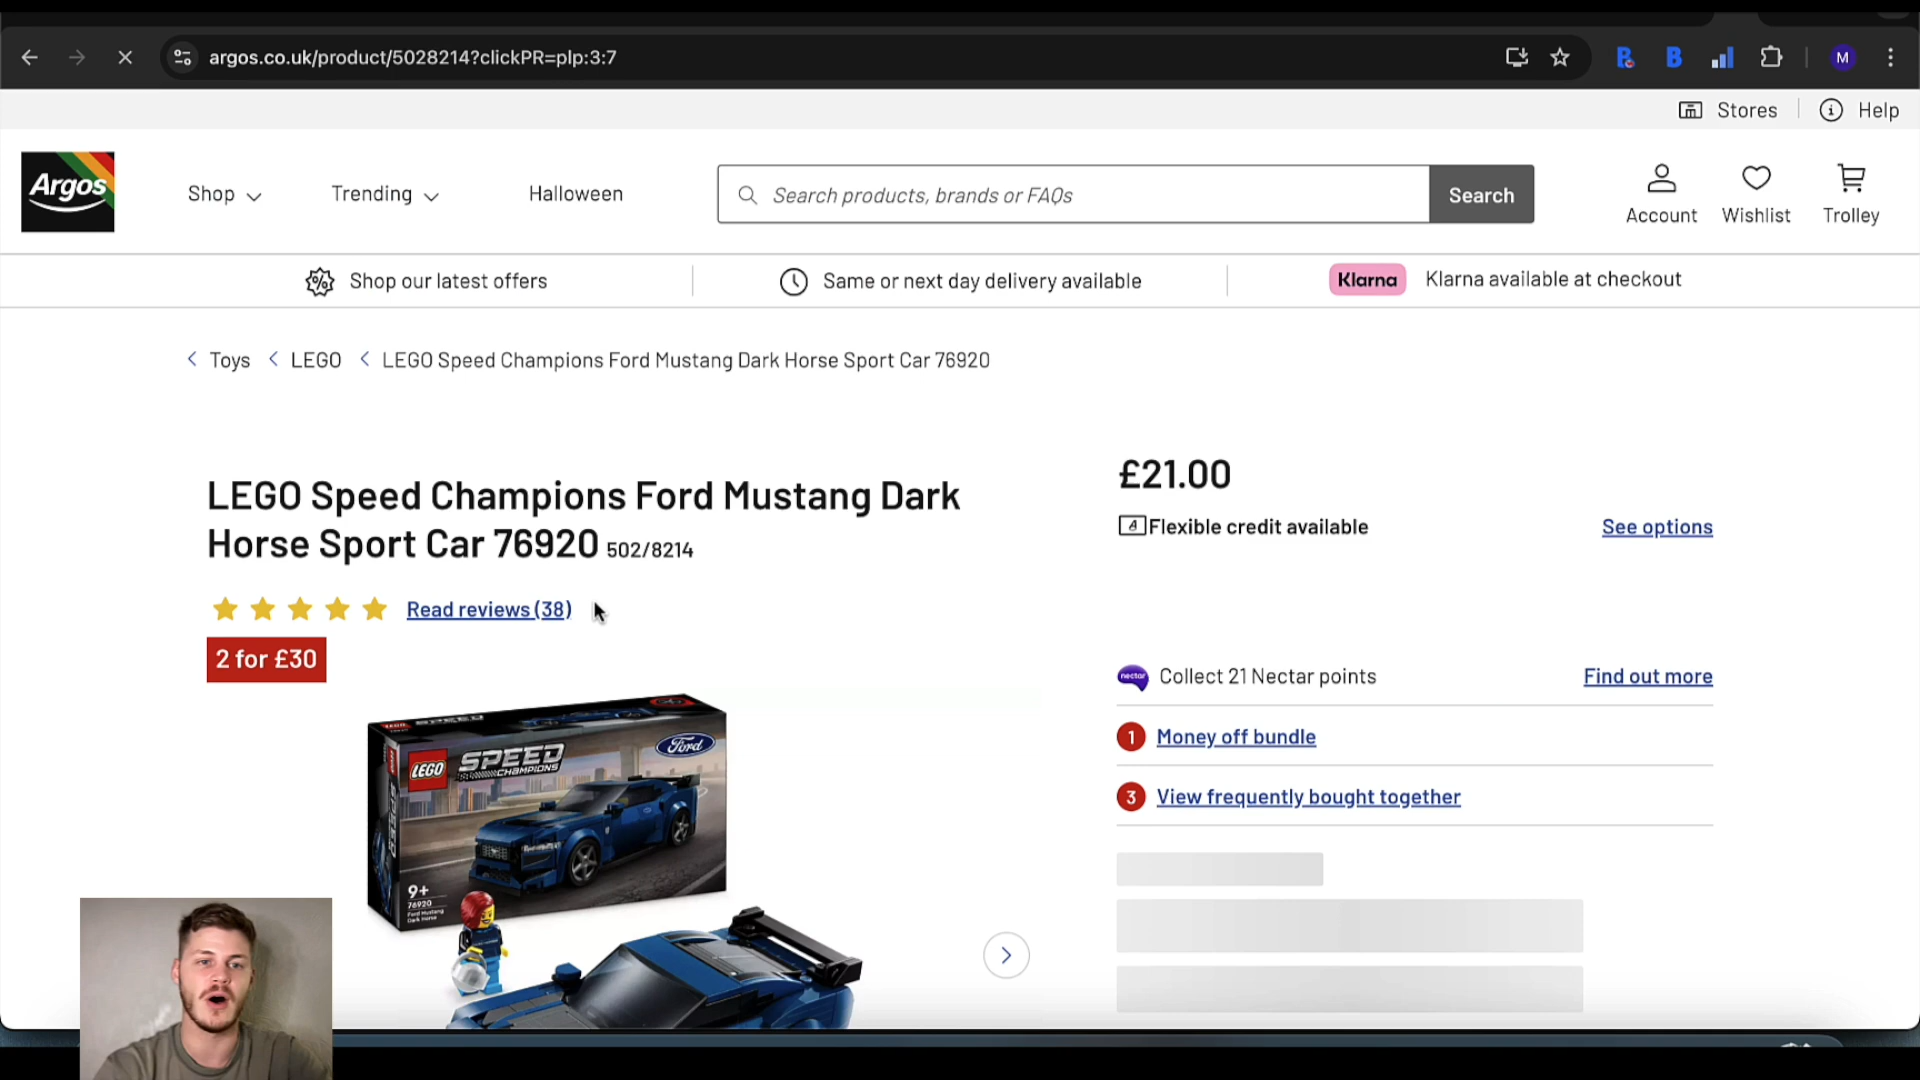 argos.co.uk/product/5028214?clickPR=plp:3:7
M
Stores
Help
Argos
Shop
Trending
Halloween
Search products, brands or FAQs
Search
Account
Wishlist
Trolley
Shop our latest offers
Same or next day delivery available
Klarna
Klarna available at checkout
Toys
LEGO
LEGO Speed Champions Ford Mustang Dark Horse Sport Car 76920
LEGO Speed Champions Ford Mustang Dark
Horse Sport Car 76920 502/8214
Read reviews (38)
2 for £30
£21.00
Flexible credit available
See options
nectar
Collect 21 Nectar points
Find out more
1
Money off bundle
3
View frequently bought together
LEGO
SPEED
CHAMPIONS
Ford
9+
76920
Ford Mustang
Dark Horse